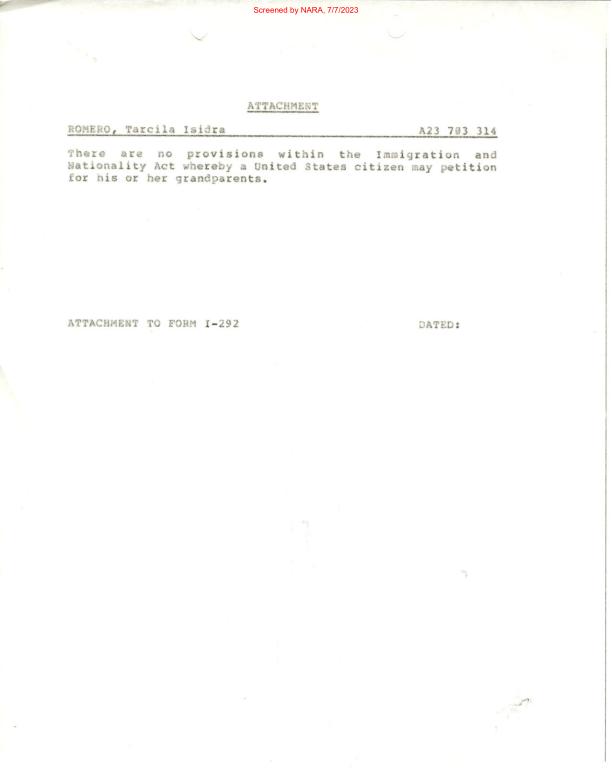 Screened by NARA, 7/7/2023
ATTACHMENT
ROMERO, Tarcila Isidra A23 703 314
There are no provisions within the Immigration and
Nationality Act whereby a United States citizen may petition
for his or her grandparents.
ATTACHMENT TO FORM I-292 DATED: